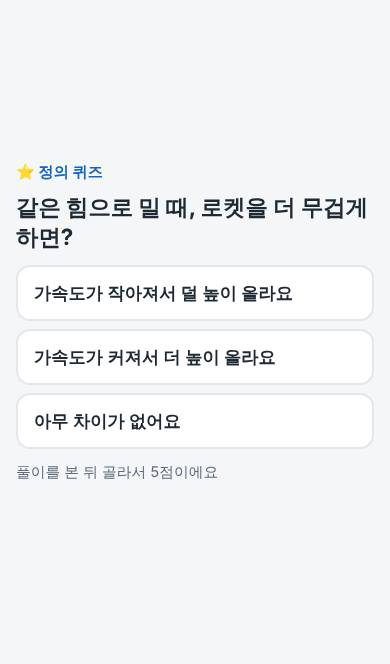 ⭐ 정의 퀴즈
같은 힘으로 밀 때, 로켓을 더 무겁게
하면?
가속도가 작아져서 덜 높이 올라요
가속도가 커져서 더 높이 올라요
아무 차이가 없어요
풀이를 본 뒤 골라서 5점이에요